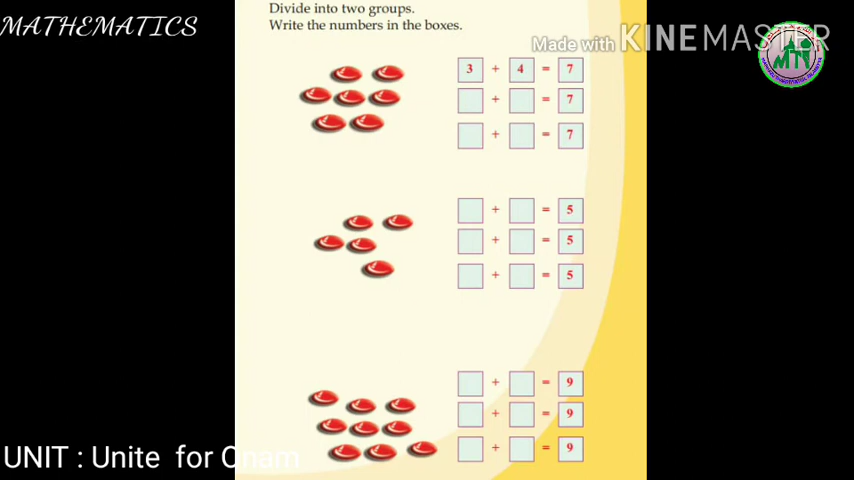 MATHEMATICS
Divide into two groups.
Write the numbers in the boxes.
Made with KINEMASTER
MT
3 + 4 = 7
+ = 7
+ = 7
+ = 5
+ = 5
+ = 5
+ = 9
+ = 9
+ = 9
UNIT : Unite for Onam